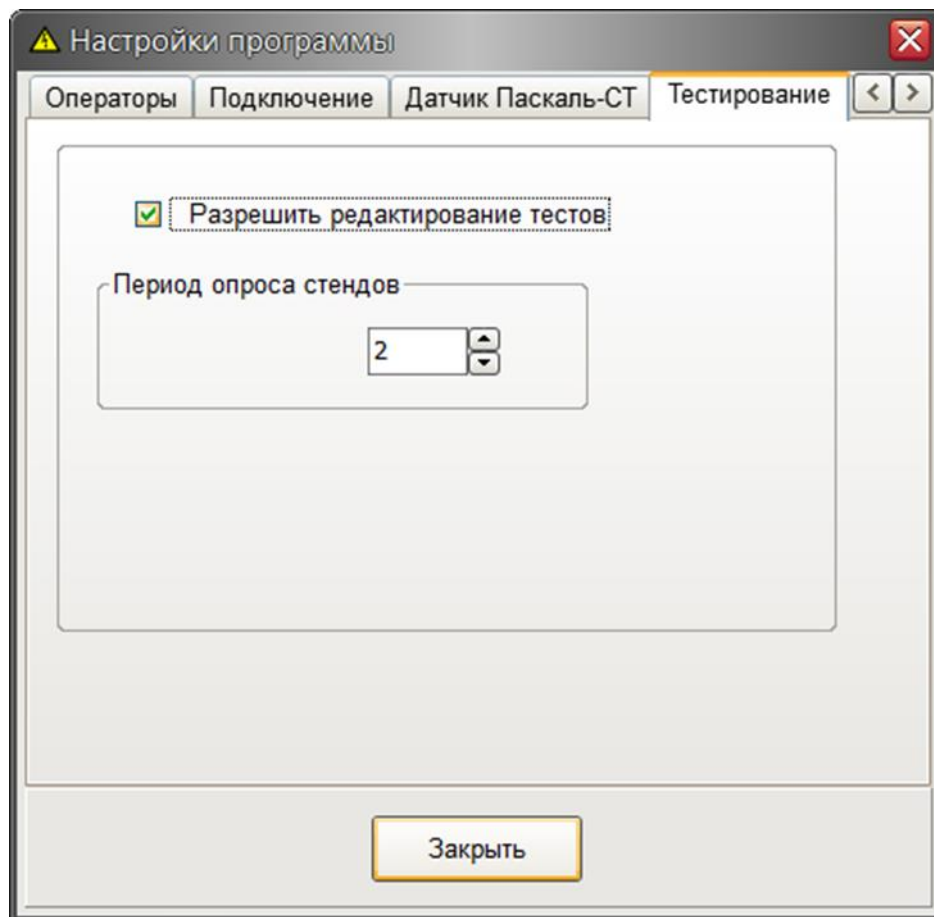 Настройки программы
Операторы Подключение Датчик Паскаль-СТ Тестирование
Разрешить редактирование тестов
Период опроса стендов
2
Закрыть